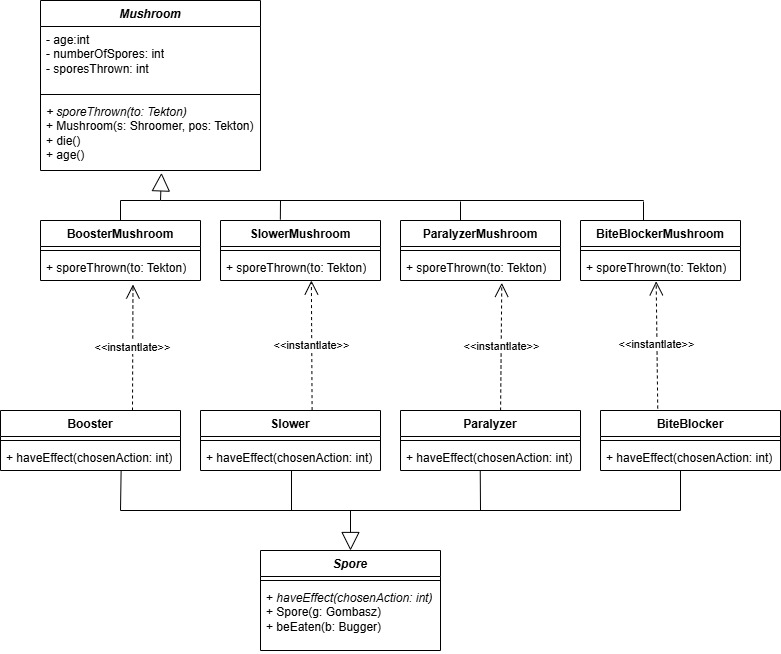 Mushroom
- age:int
- numberOfSpores: int
- sporesThrown: int
+ sporeThrown(to: Tekton)
+ Mushroom(s: Shroomer, pos: Tekton)
+ die()
+ age()
BoosterMushroom
+ sporeThrown(to: Tekton)
SlowerMushroom
+ sporeThrown(to: Tekton)
ParalyzerMushroom
+ sporeThrown(to: Tekton)
BiteBlockerMushroom
+ sporeThrown(to: Tekton)
<<instantiate>>
<<instantiate>>
<<instantiate>>
<<instantiate>>
Booster
+ haveEffect(chosenAction: int)
Slower
+ haveEffect(chosenAction: int)
Paralyzer
+ haveEffect(chosenAction: int)
BiteBlocker
+ haveEffect(chosenAction: int)
Spore
+ haveEffect(chosenAction: int)
+ Spore(g: Gombasz)
+ beEaten(b: Bugger)